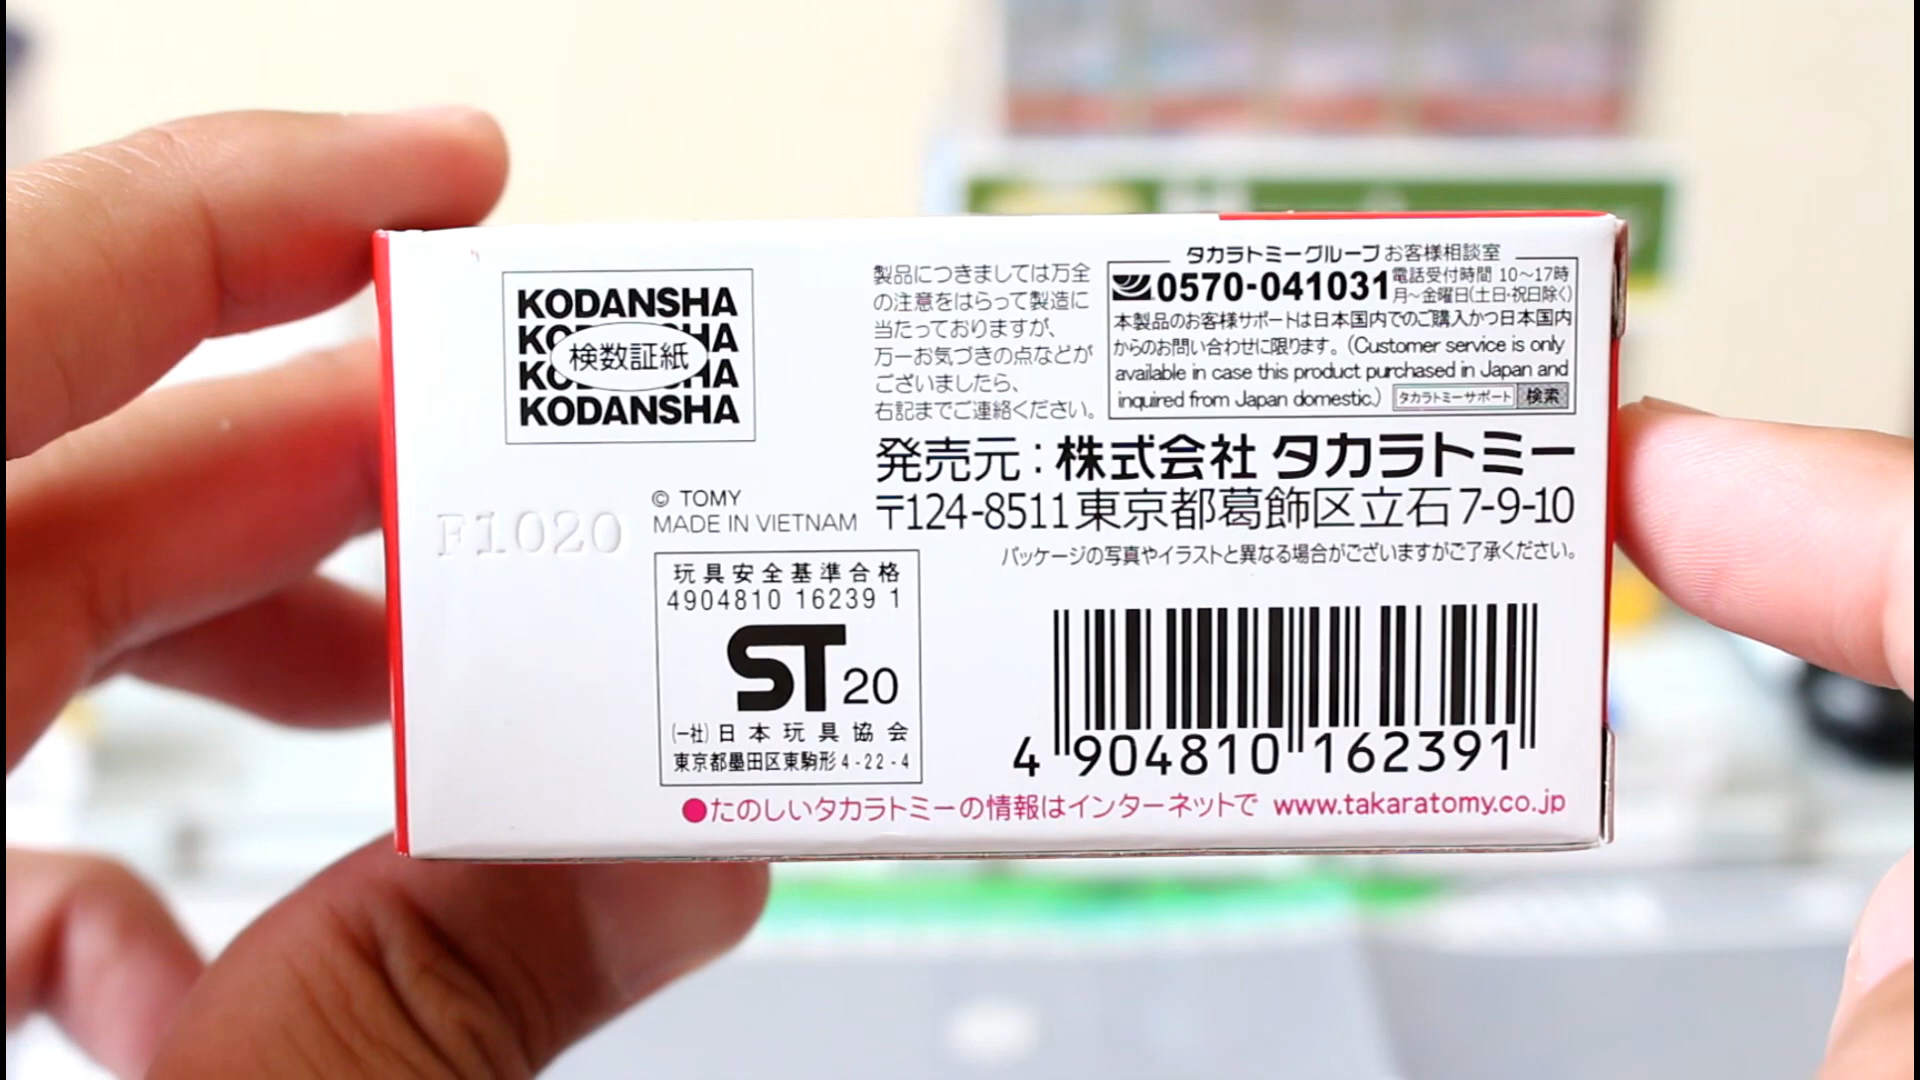 KODANSHA
KODANSHA
検数証紙
KODANSHA
KODANSHA
製品につきましては万全
の注意をはらって製造に
当たっておりますが、
万一お気づきの点などが
ございましたら、
右記までご連絡ください。
タカラトミーグループ お客様相談室
0570-041031 電話受付時間 10～17時
月～金曜日(土日・祝日除く)
本製品のお客様サポートは日本国内でのご購入かつ日本国内
からのお問い合わせに限ります。(Customer service is only
available in case this product purchased in Japan and
inquired from Japan domestic.) タカラトミーサポート 検索
発売元：株式会社 タカラトミー
〒124-8511 東京都葛飾区立石7-9-10
パッケージの写真やイラストと異なる場合がございますがご了承ください。
© TOMY
MADE IN VIETNAM
F1020
玩具安全基準合格
4904810 16239 1
ST 20
(一社)日本玩具協会
東京都墨田区東駒形4-22-4
4 904810 162391
●たのしいタカラトミーの情報はインターネットで www.takaratomy.co.jp